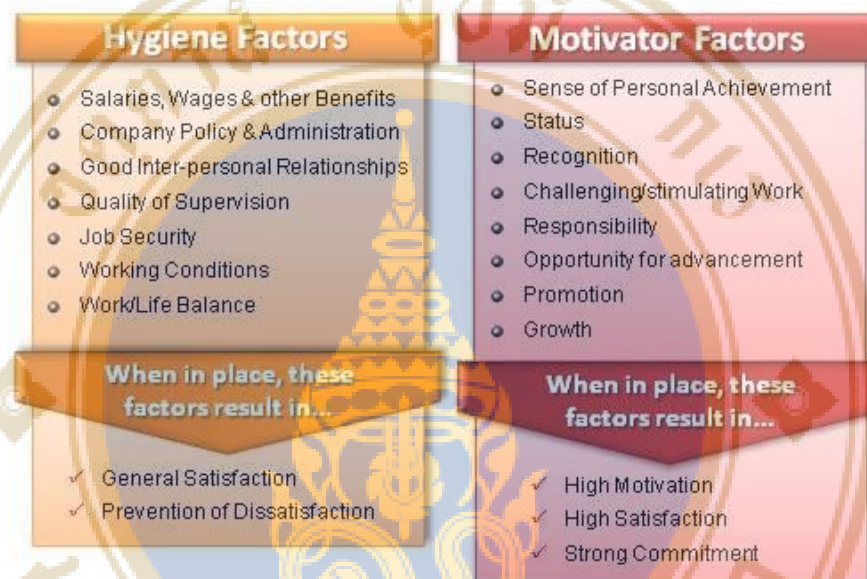 Hygiene Factors
Salaries, Wages & other Benefits
Company Policy & Administration
Good Inter-personal Relationships
Quality of Supervision
Job Security
Working Conditions
Work/Life Balance
When in place, these
factors result in...
General Satisfaction
Prevention of Dissatisfaction
Motivator Factors
Sense of Personal Achievement
Status
Recognition
Challenging/stimulating Work
Responsibility
Opportunity for advancement
Promotion
Growth
When in place, these
factors result in...
High Motivation
High Satisfaction
Strong Commitment